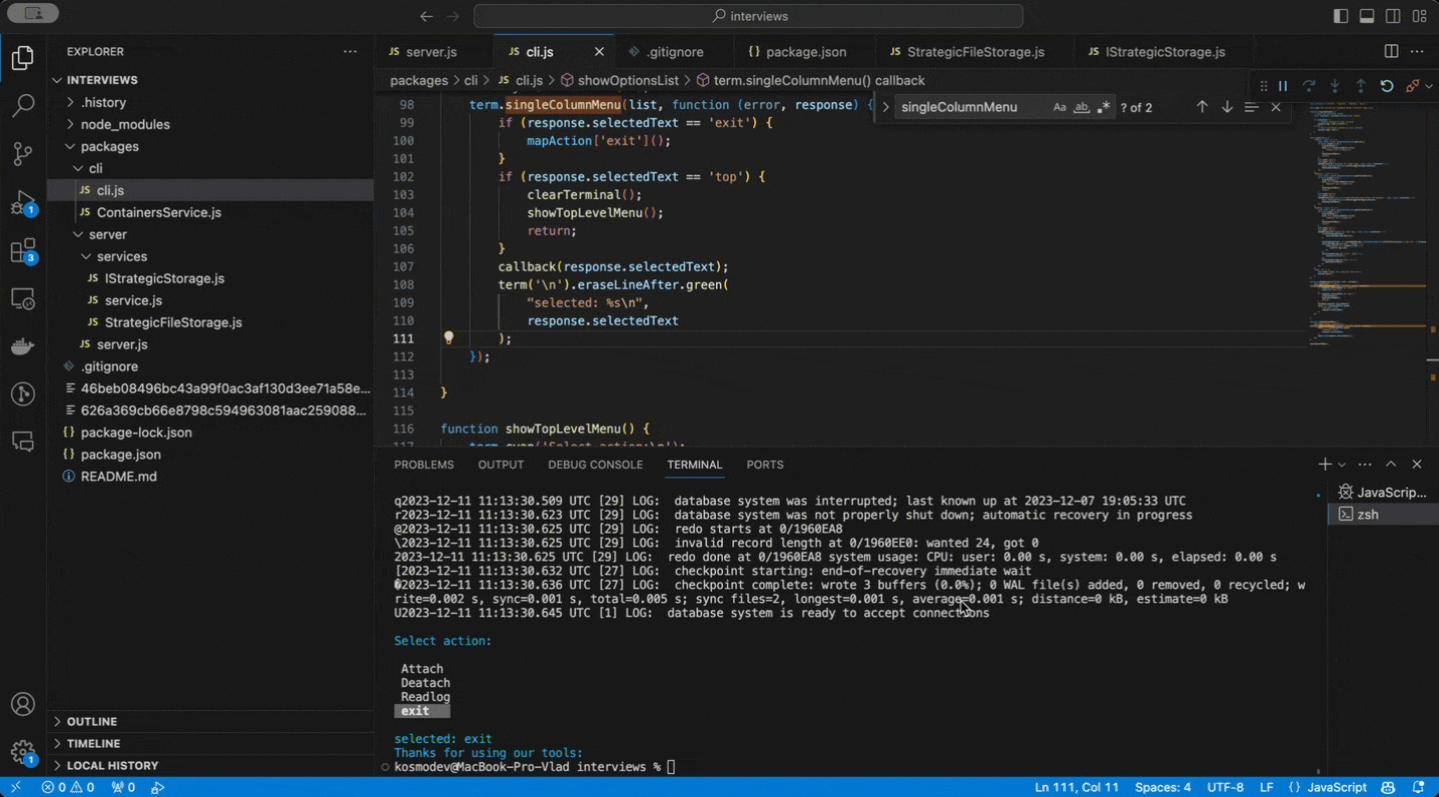 interviews
EXPLORER
INTERVIEWS
.history
node_modules
packages
cli
JS cli.js
JS ContainersService.js
server
services
JS IStrategicStorage.js
JS service.js
JS StrategicFileStorage.js
JS server.js
.gitignore
46beb08496bc43a99f0ac3af130d3ee71a58e...
626a369cb66e8798c594963081aac259088...
{} package-lock.json
{} package.json
README.md
OUTLINE
TIMELINE
LOCAL HISTORY
1
3
1
JS server.js
JS cli.js
.gitignore
{} package.json
JS StrategicFileStorage.js
JS IStrategicStorage.js
packages > cli > JS cli.js > showOptionsList > term.singleColumnMenu() callback
singleColumnMenu Aa ab .* ? of 2
98 term.singleColumnMenu(list, function (error, response) {
99 if (response.selectedText == 'exit') {
100 mapAction['exit']();
101 }
102 if (response.selectedText == 'top') {
103 clearTerminal();
104 showTopLevelMenu();
105 return;
106 }
107 callback(response.selectedText);
108 term('\n').eraseLineAfter.green(
109 "selected: %s\n",
110 response.selectedText
111 );
112 });
113
114 }
115
116 function showTopLevelMenu() {
PROBLEMS OUTPUT DEBUG CONSOLE TERMINAL PORTS
JavaScrip...
zsh
q2023-12-11 11:13:30.509 UTC [29] LOG:  database system was interrupted; last known up at 2023-12-07 19:05:33 UTC
r2023-12-11 11:13:30.623 UTC [29] LOG:  database system was not properly shut down; automatic recovery in progress
@2023-12-11 11:13:30.625 UTC [29] LOG:  redo starts at 0/1960EA8
\2023-12-11 11:13:30.625 UTC [29] LOG:  invalid record length at 0/1960EE0: wanted 24, got 0
2023-12-11 11:13:30.625 UTC [29] LOG:  redo done at 0/1960EA8 system usage: CPU: user: 0.00 s, system: 0.00 s, elapsed: 0.00 s
[2023-12-11 11:13:30.632 UTC [27] LOG:  checkpoint starting: end-of-recovery immediate wait
�2023-12-11 11:13:30.636 UTC [27] LOG:  checkpoint complete: wrote 3 buffers (0.0%); 0 WAL file(s) added, 0 removed, 0 recycled; w
rite=0.002 s, sync=0.001 s, total=0.005 s; sync files=2, longest=0.001 s, average=0.001 s; distance=0 kB, estimate=0 kB
U2023-12-11 11:13:30.645 UTC [1] LOG:  database system is ready to accept connections
Select action:
Attach
Deatach
Readlog
exit
selected: exit
Thanks for using our tools:
kosmodev@MacBook-Pro-Vlad interviews %
0 0 0 Ln 111, Col 11 Spaces: 4 UTF-8 LF {} JavaScript